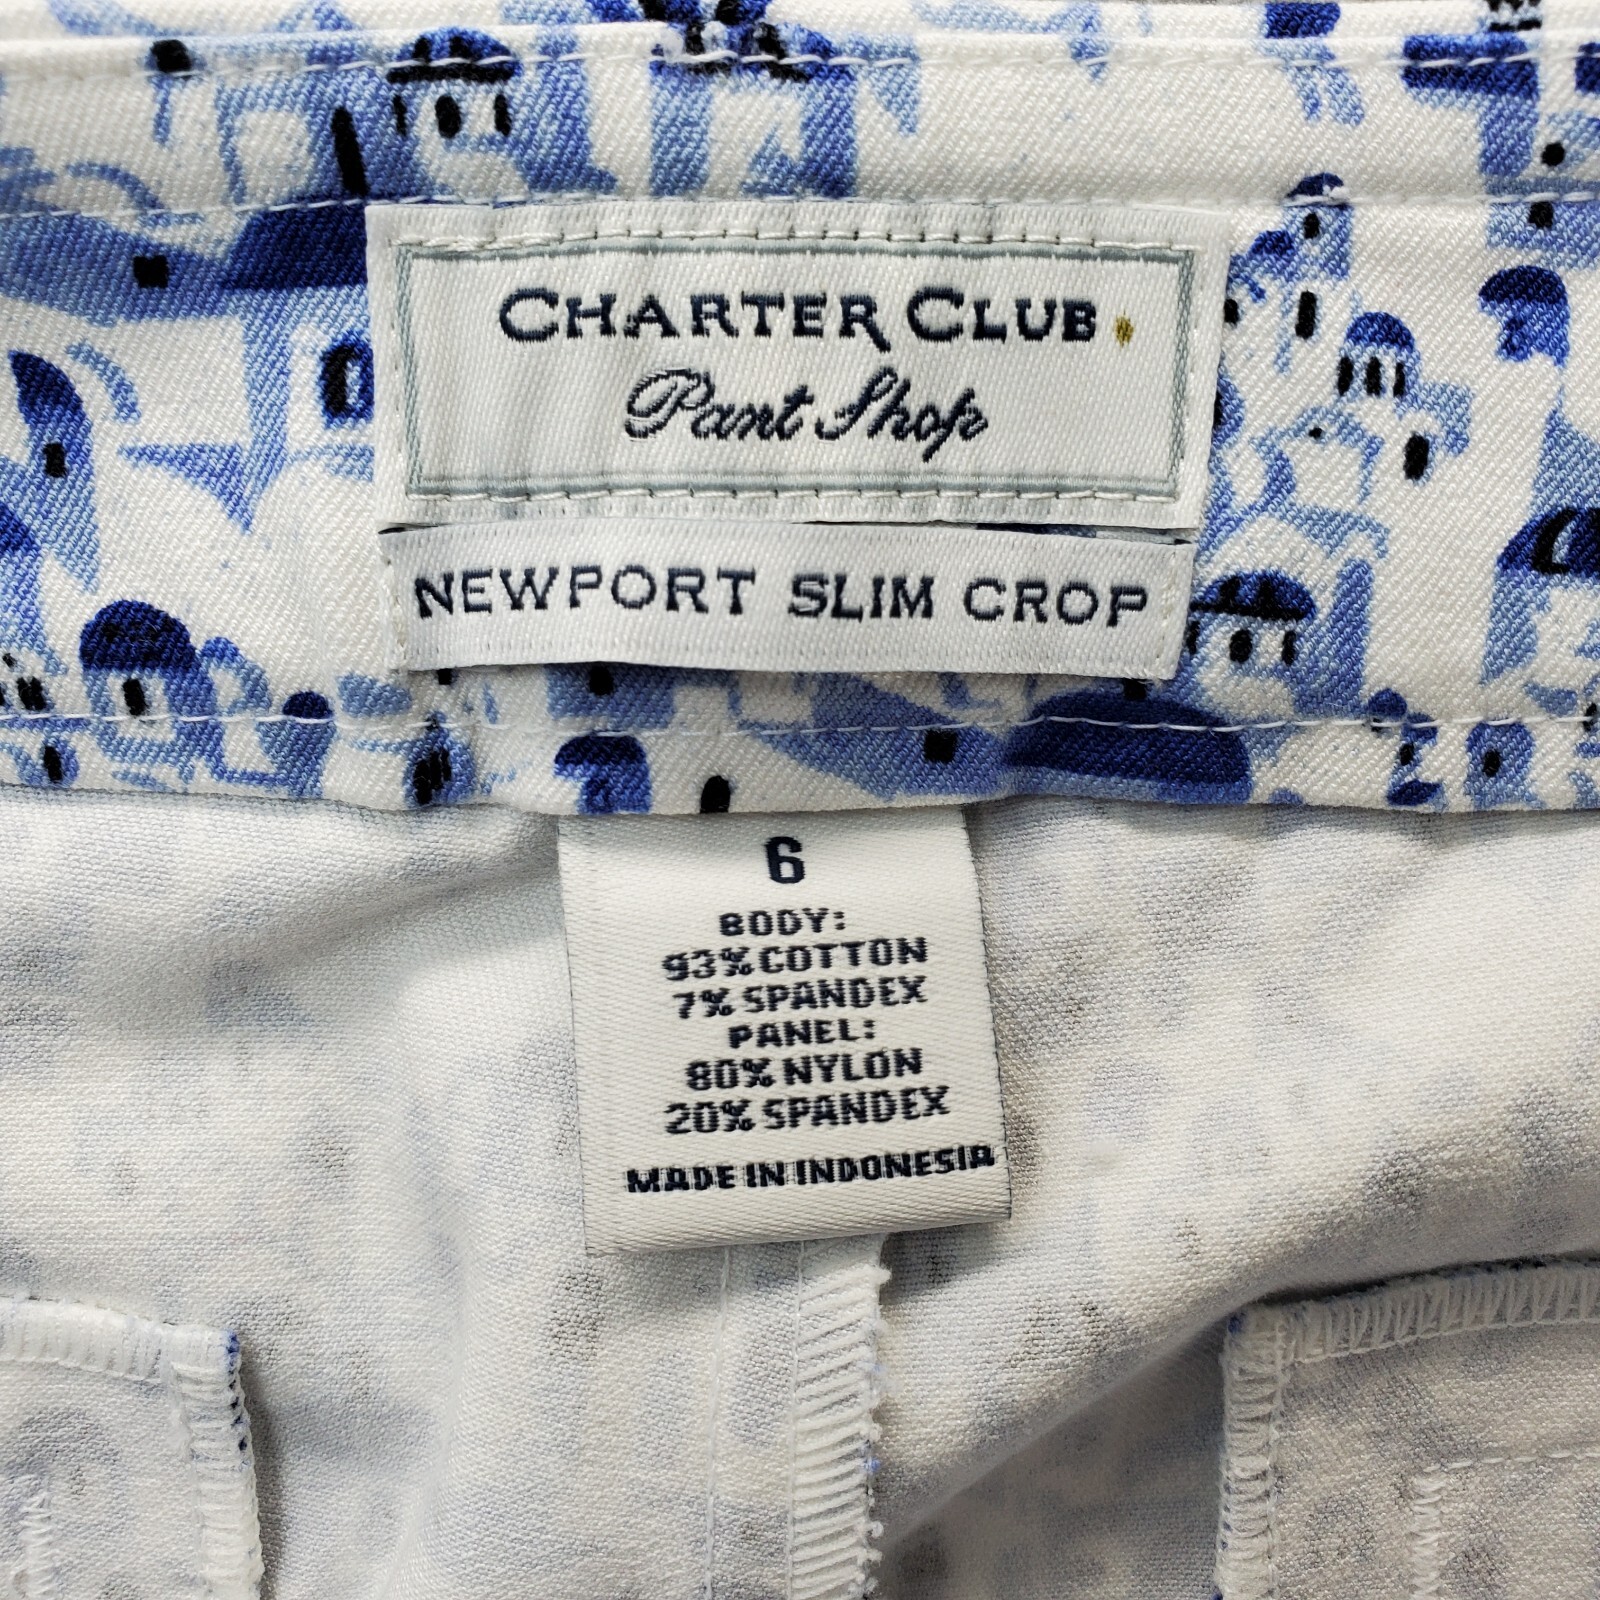 CHARTER CLUB
Pant Shop
NEWPORT SLIM CROP
6
BODY:
93% COTTON
7% SPANDEX
PANEL:
80% NYLON
20% SPANDEX
MADE IN INDONESIA